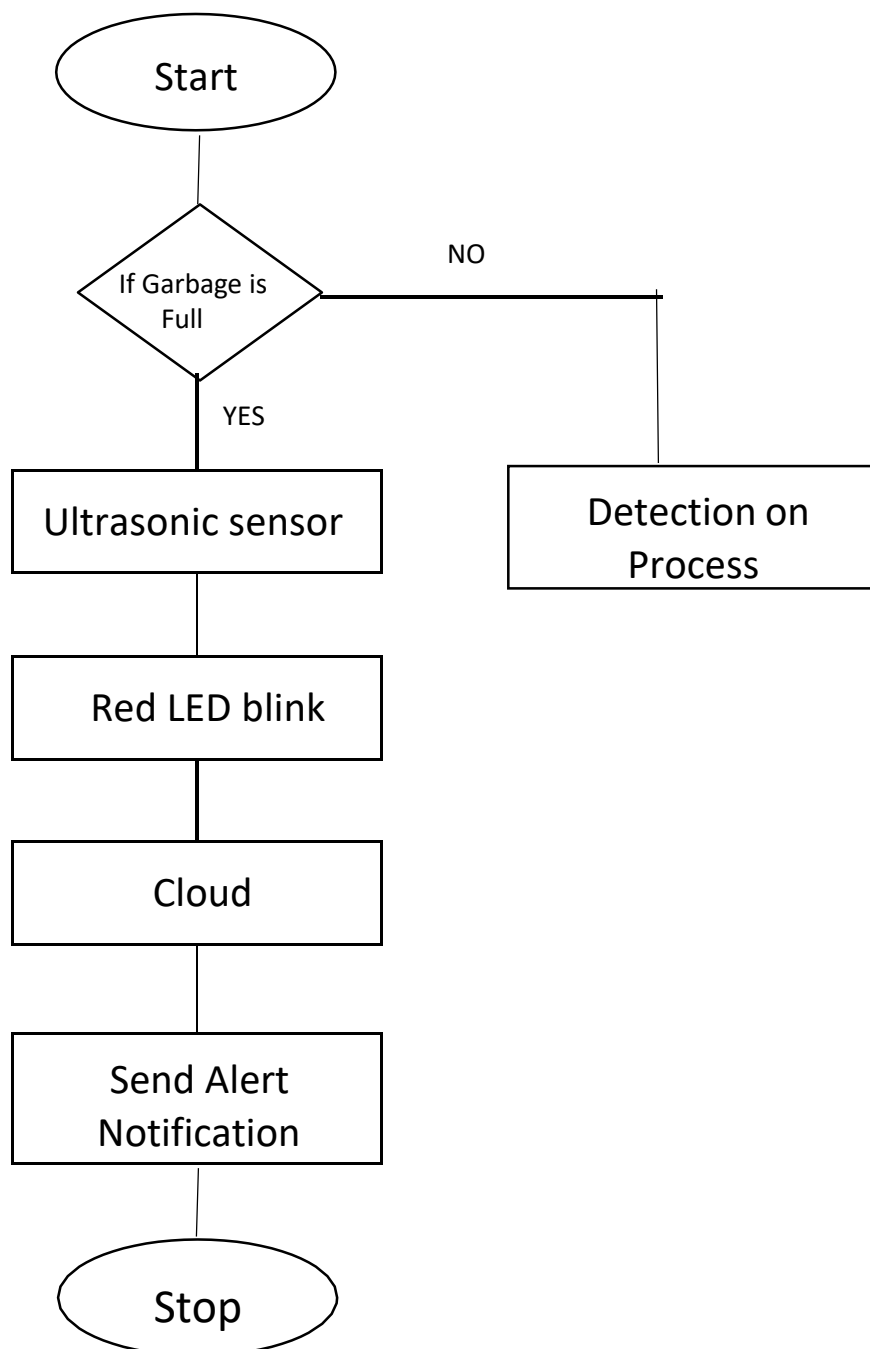 Start
If Garbage is
Full
NO
YES
Ultrasonic sensor
Detection on
Process
Red LED blink
Cloud
Send Alert
Notification
Stop